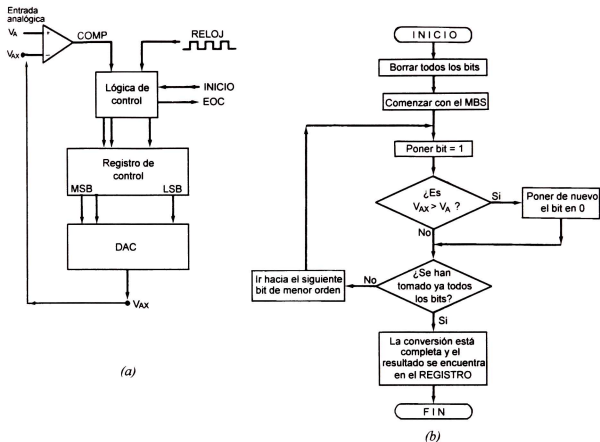 Entrada
analógica
VA
+
COMP
VAX
−
RELOJ
Lógica de
control
INICIO
EOC
Registro de
control
MSB
LSB
DAC
VAX
(a)
INICIO
Borrar todos los bits
Comenzar con el MBS
Poner bit = 1
¿Es
VAX > VA ?
Si
Poner de nuevo
el bit en 0
No
¿Se han
tomado ya todos
los bits?
No
Ir hacia el siguiente
bit de menor orden
Si
La conversión está
completa y el
resultado se encuentra
en el REGISTRO
FIN
(b)